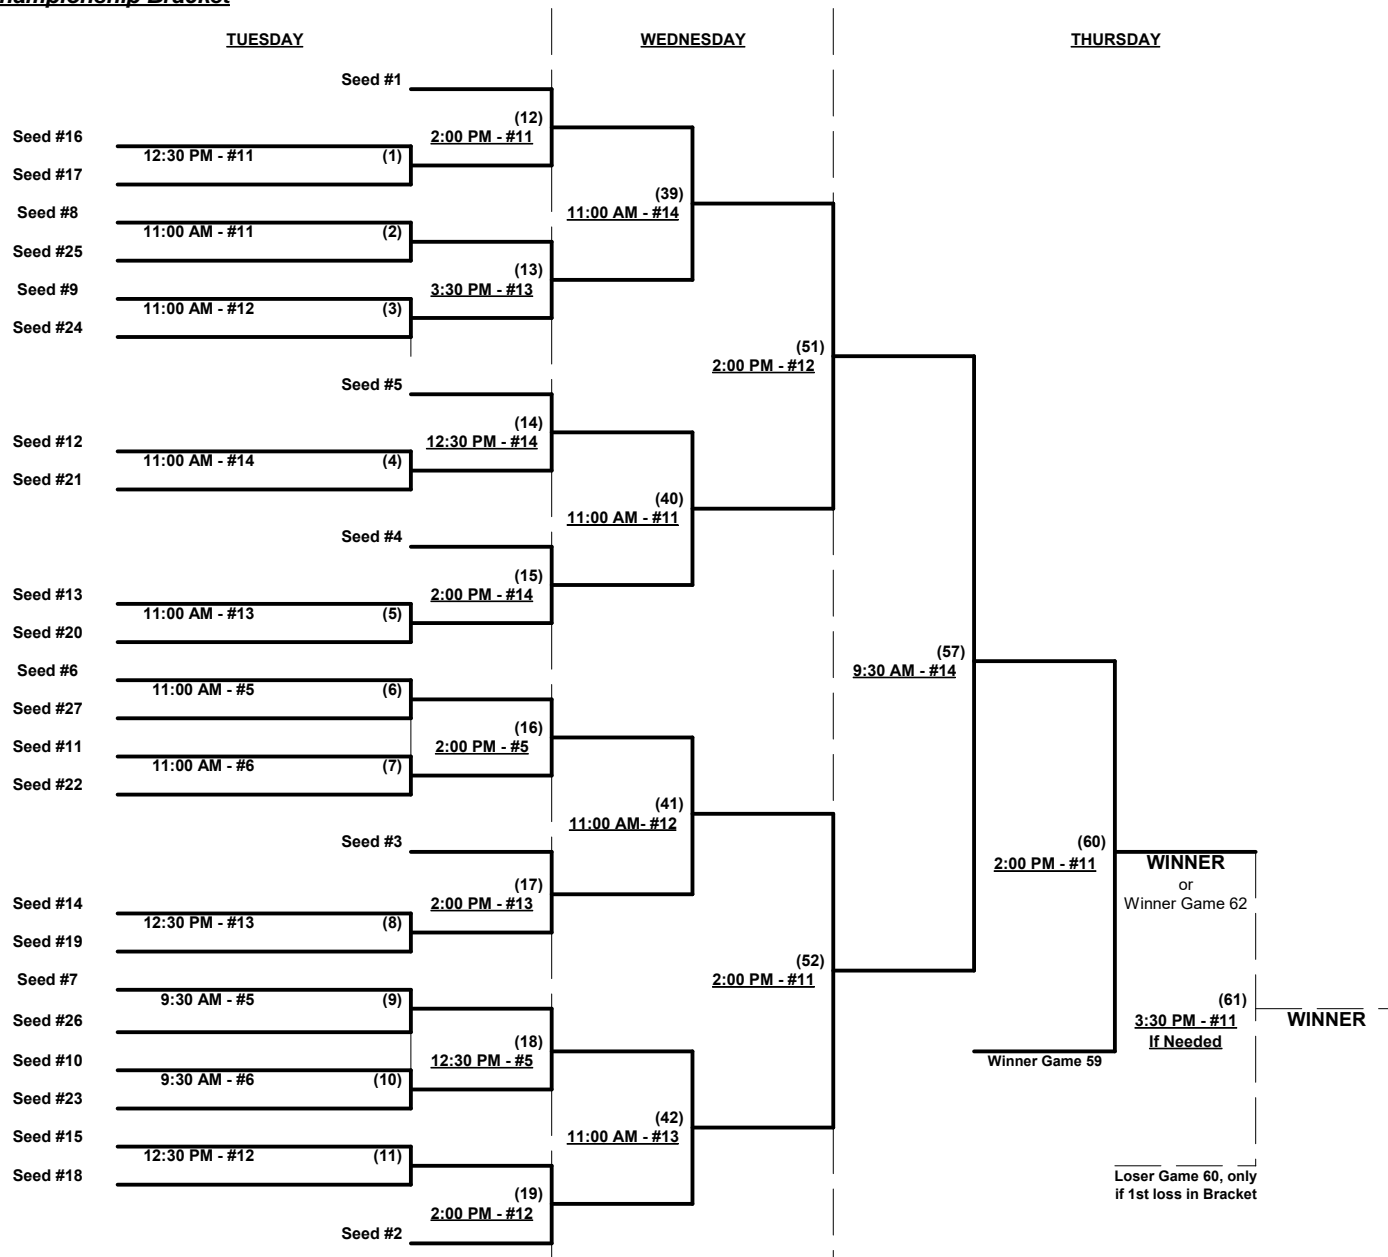 Championship Bracket
TUESDAY
WEDNESDAY
THURSDAY
Seed #1
(12)
2:00 PM - #11
Seed #16
12:30 PM - #11 (1)
Seed #17
(39)
11:00 AM - #14
Seed #8
11:00 AM - #11 (2)
Seed #25
(13)
3:30 PM - #13
Seed #9
11:00 AM - #12 (3)
Seed #24
(51)
2:00 PM - #12
Seed #5
(14)
12:30 PM - #14
Seed #12
11:00 AM - #14 (4)
Seed #21
(40)
11:00 AM - #11
Seed #4
(15)
2:00 PM - #14
Seed #13
11:00 AM - #13 (5)
Seed #20
(57)
9:30 AM - #14
Seed #6
11:00 AM - #5 (6)
Seed #27
(16)
2:00 PM - #5
Seed #11
11:00 AM - #6 (7)
Seed #22
(41)
11:00 AM- #12
Seed #3
(60)
2:00 PM - #11
WINNER
or
Winner Game 62
(17)
2:00 PM - #13
Seed #14
12:30 PM - #13 (8)
Seed #19
(52)
2:00 PM - #11
Seed #7
9:30 AM - #5 (9)
Seed #26
(61)
3:30 PM - #11
If Needed
WINNER
(18)
12:30 PM - #5
Winner Game 59
Seed #10
9:30 AM - #6 (10)
Seed #23
(42)
11:00 AM - #13
Seed #15
12:30 PM - #12 (11)
Seed #18
Loser Game 60, only
if 1st loss in Bracket
(19)
2:00 PM - #12
Seed #2